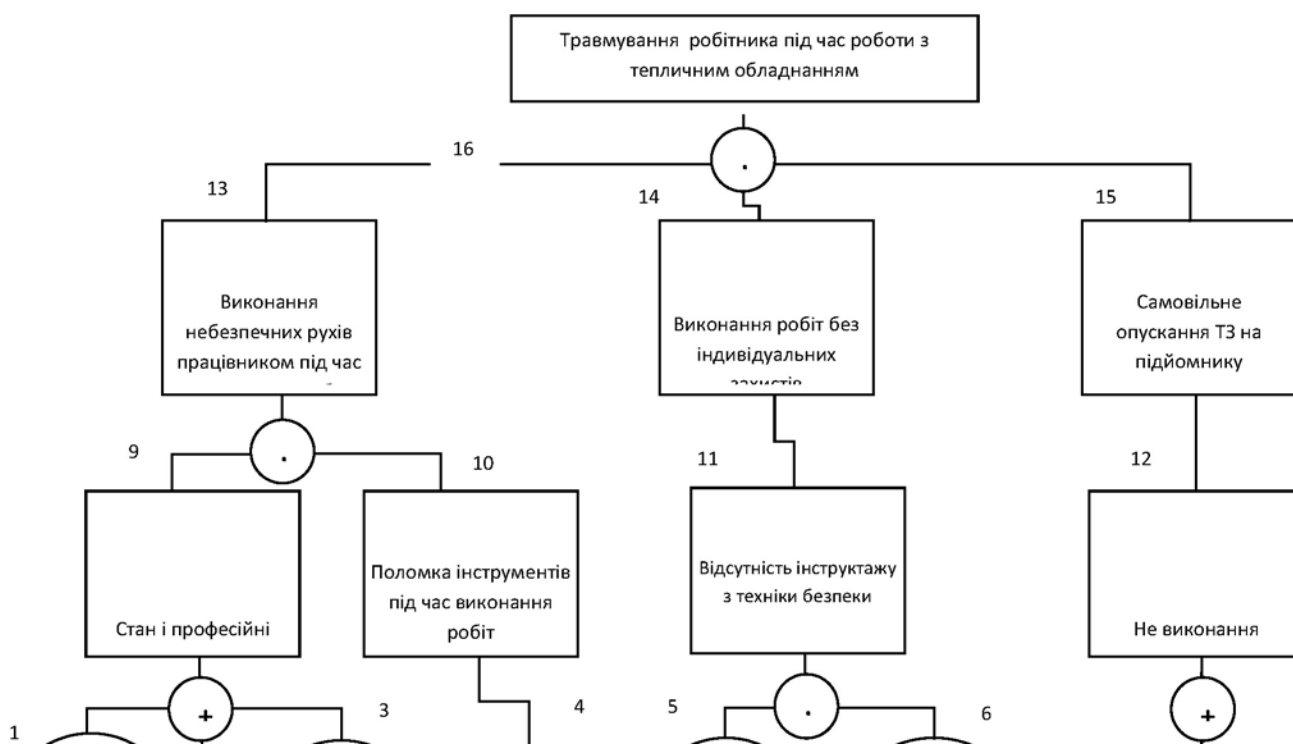 Травмування робітника під час роботи з
тепличним обладнанням
.
16
13
14
15
Виконання
небезпечних рухів
працівником під час
Виконання робіт без
індивідуальних
захистів
Самовільне
опускання ТЗ на
підйомнику
.
9
10
11
12
Стан і професійні
Поломка інструментів
під час виконання
робіт
Відсутність інструктажу
з техніки безпеки
Не виконання
+
.
+
1
3
4
5
6